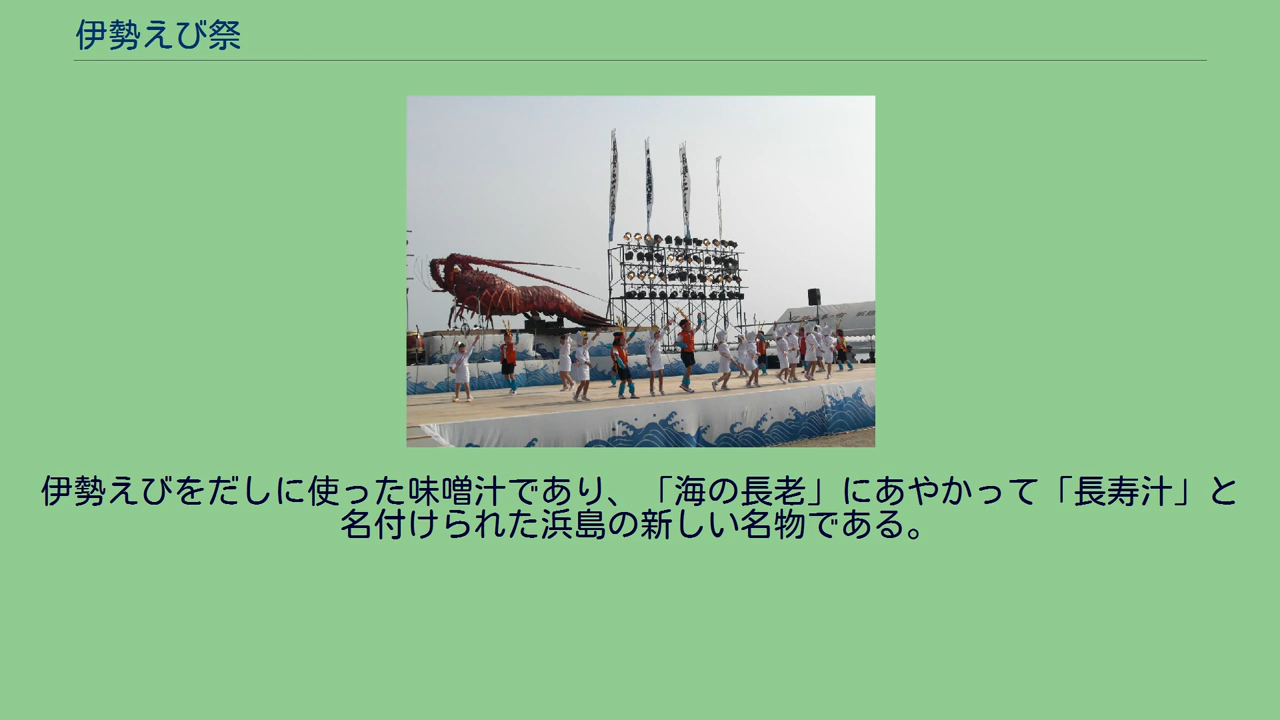 伊勢えび祭
伊勢えびをだしに使った味噌汁であり、「海の長老」にあやかって「長寿汁」と
名付けられた浜島の新しい名物である。